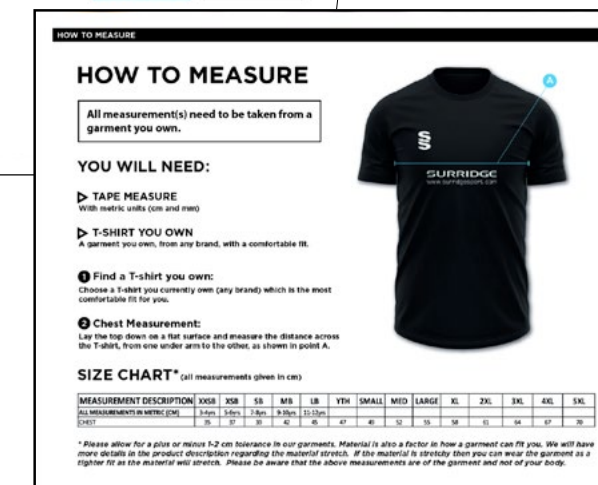 HOW TO MEASURE
HOW TO MEASURE
All measurement(s) need to be taken from a
garment you own.
YOU WILL NEED:
TAPE MEASURE
With metric units (cm and mm)
T-SHIRT YOU OWN
A garment you own, from any brand, with a comfortable fit.
1 Find a T-shirt you own:
Choose a T-shirt you currently own (any brand) which is the most
comfortable fit for you.
2 Chest Measurement:
Lay the top down on a flat surface and measure the distance across
the T-shirt, from one under arm to the other, as shown in point A.
A
SURRIDGE
www.surridgesport.com
SIZE CHART* (all measurements given in cm)
MEASUREMENT DESCRIPTION XXSB XSB SB MB LB YTH SMALL MED LARGE XL 2XL 3XL 4XL 5XL
ALL MEASUREMENTS IN METRIC (CM) 3-4yrs 5-6yrs 7-8yrs 9-10yrs 11-12yrs
CHEST 35 37 42 45 47 49 52 55 58 61 64 67 70
* Please allow for a plus or minus 1-2 cm tolerance in our garments. Material is also a factor in how a garment can fit you. We will have
more details in the product description regarding the material stretch. If the material is stretchy then you can wear the garment as a
tighter fit as the material will stretch. Please be aware that the above measurements are of the garment and not of your body.